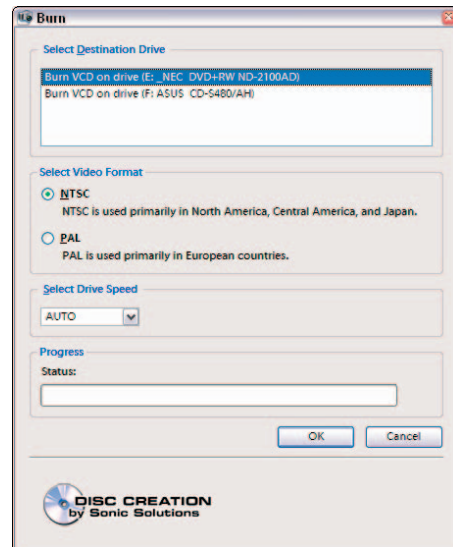 Burn
Select Destination Drive
Burn VCD on drive (E: _NEC DVD+RW ND-2100AD)
Burn VCD on drive (F: ASUS CD-S480/AH)
Select Video Format
NTSC
NTSC is used primarily in North America, Central America, and Japan.
PAL
PAL is used primarily in European countries.
Select Drive Speed
AUTO
Progress
Status:
OK Cancel
DISC CREATION
by Sonic Solutions